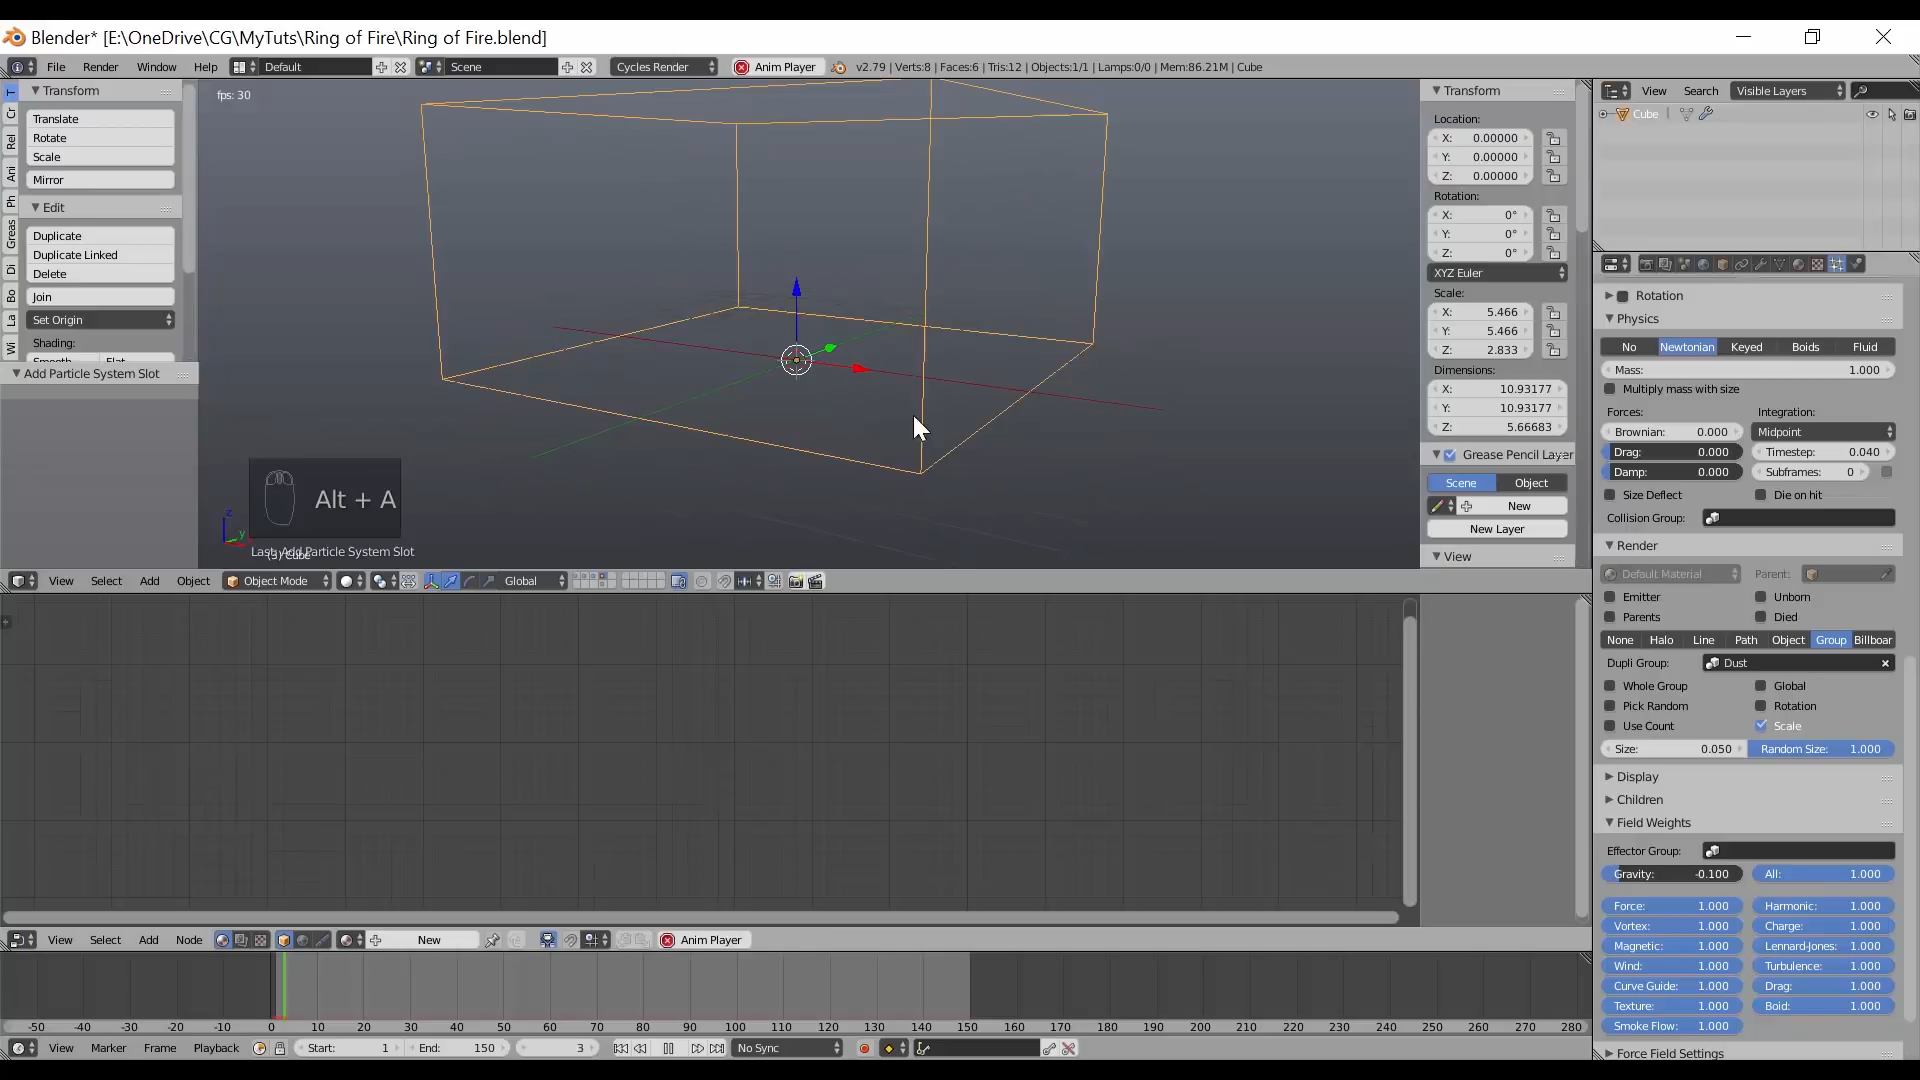 Blender* [E:\OneDrive\CG\MyTuts\Ring of Fire\Ring of Fire.blend]
File Render Window Help Default Scene Cycles Render Anim Player v2.79 | Verts:8 | Faces:6 | Tris:12 | Objects:1/1 | Lamps:0/0 | Mem:86.21M | Cube
Transform
Translate
Rotate
Scale
Mirror
Edit
Duplicate
Duplicate Linked
Delete
Join
Set Origin
Shading:
Smooth Flat
T
Cr
Rel
Ani
Ph
Greas
Di
Bo
La
Wi
Add Particle System Slot
fps: 30
Alt + A
Last: Add Particle System Slot
(3) Cube
z
y
Transform
Location:
X: 0.00000
Y: 0.00000
Z: 0.00000
Rotation:
X: 0°
Y: 0°
Z: 0°
XYZ Euler
Scale:
X: 5.466
Y: 5.466
Z: 2.833
Dimensions:
X: 10.93177
Y: 10.93177
Z: 5.66683
Grease Pencil Layer
Scene Object
New
New Layer
View
View Search Visible Layers
Cube
Rotation
Physics
No Newtonian Keyed Boids Fluid
Mass: 1.000
Multiply mass with size
Forces: Integration:
Brownian: 0.000 Midpoint
Drag: 0.000 Timestep: 0.040
Damp: 0.000 Subframes: 0
Size Deflect Die on hit
Collision Group:
Render
Default Material Parent:
Emitter Unborn
Parents Died
None Halo Line Path Object Group Billboar
Dupli Group: Dust
Whole Group Global
Pick Random Rotation
Use Count Scale
Size: 0.050 Random Size: 1.000
Display
Children
Field Weights
Effector Group:
Gravity: -0.100 All: 1.000
Force: 1.000 Harmonic: 1.000
Vortex: 1.000 Charge: 1.000
Magnetic: 1.000 Lennard-Jones: 1.000
Wind: 1.000 Turbulence: 1.000
Curve Guide: 1.000 Drag: 1.000
Texture: 1.000 Boid: 1.000
Smoke Flow: 1.000
Force Field Settings
View Select Add Object Object Mode Global
View Select Add Node New Anim Player
-50 -40 -30 -20 -10 0 10 20 30 40 50 60 70 80 90 100 110 120 130 140 150 160 170 180 190 200 210 220 230 240 250 260 270 280
View Marker Frame Playback Start: 1 End: 150 3 No Sync